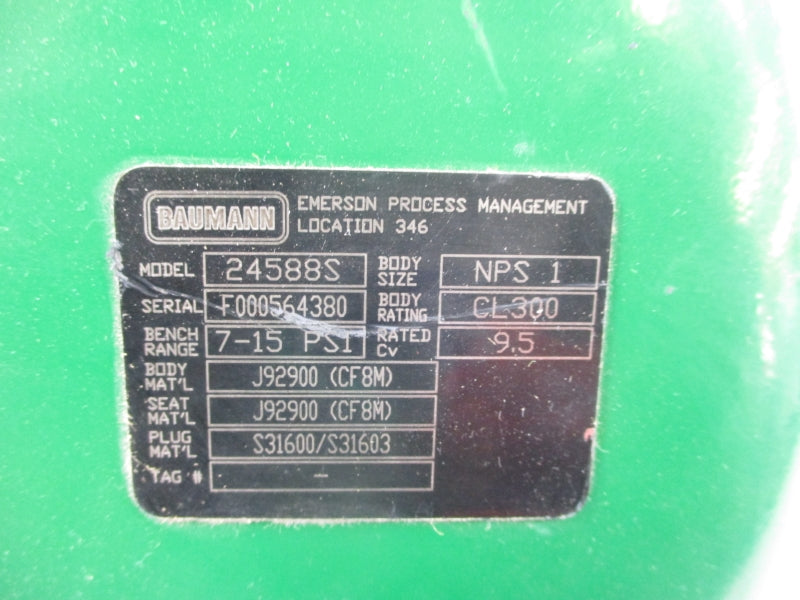 BAUMANN EMERSON PROCESS MANAGEMENT
LOCATION 346
MODEL 24588S BODY SIZE NPS 1
SERIAL F000564380 BODY RATING CL300
BENCH RANGE 7-15 PSI RATED Cv 9.5
BODY MAT'L J92900 (CF8M)
SEAT MAT'L J92900 (CF8M)
PLUG MAT'L S31600/S31603
TAG # -